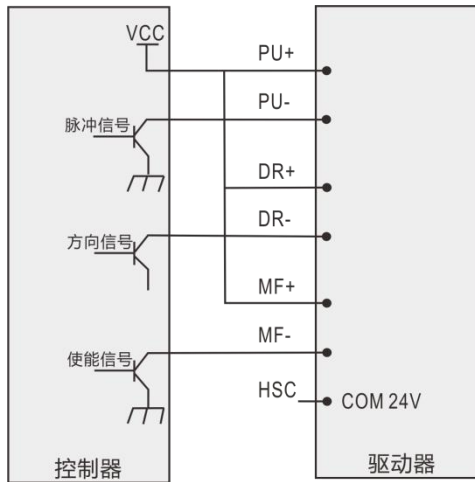 VCC
PU+
脉冲信号
PU-
DR+
方向信号
DR-
MF+
使能信号
MF-
HSC
COM 24V
控制器
驱动器